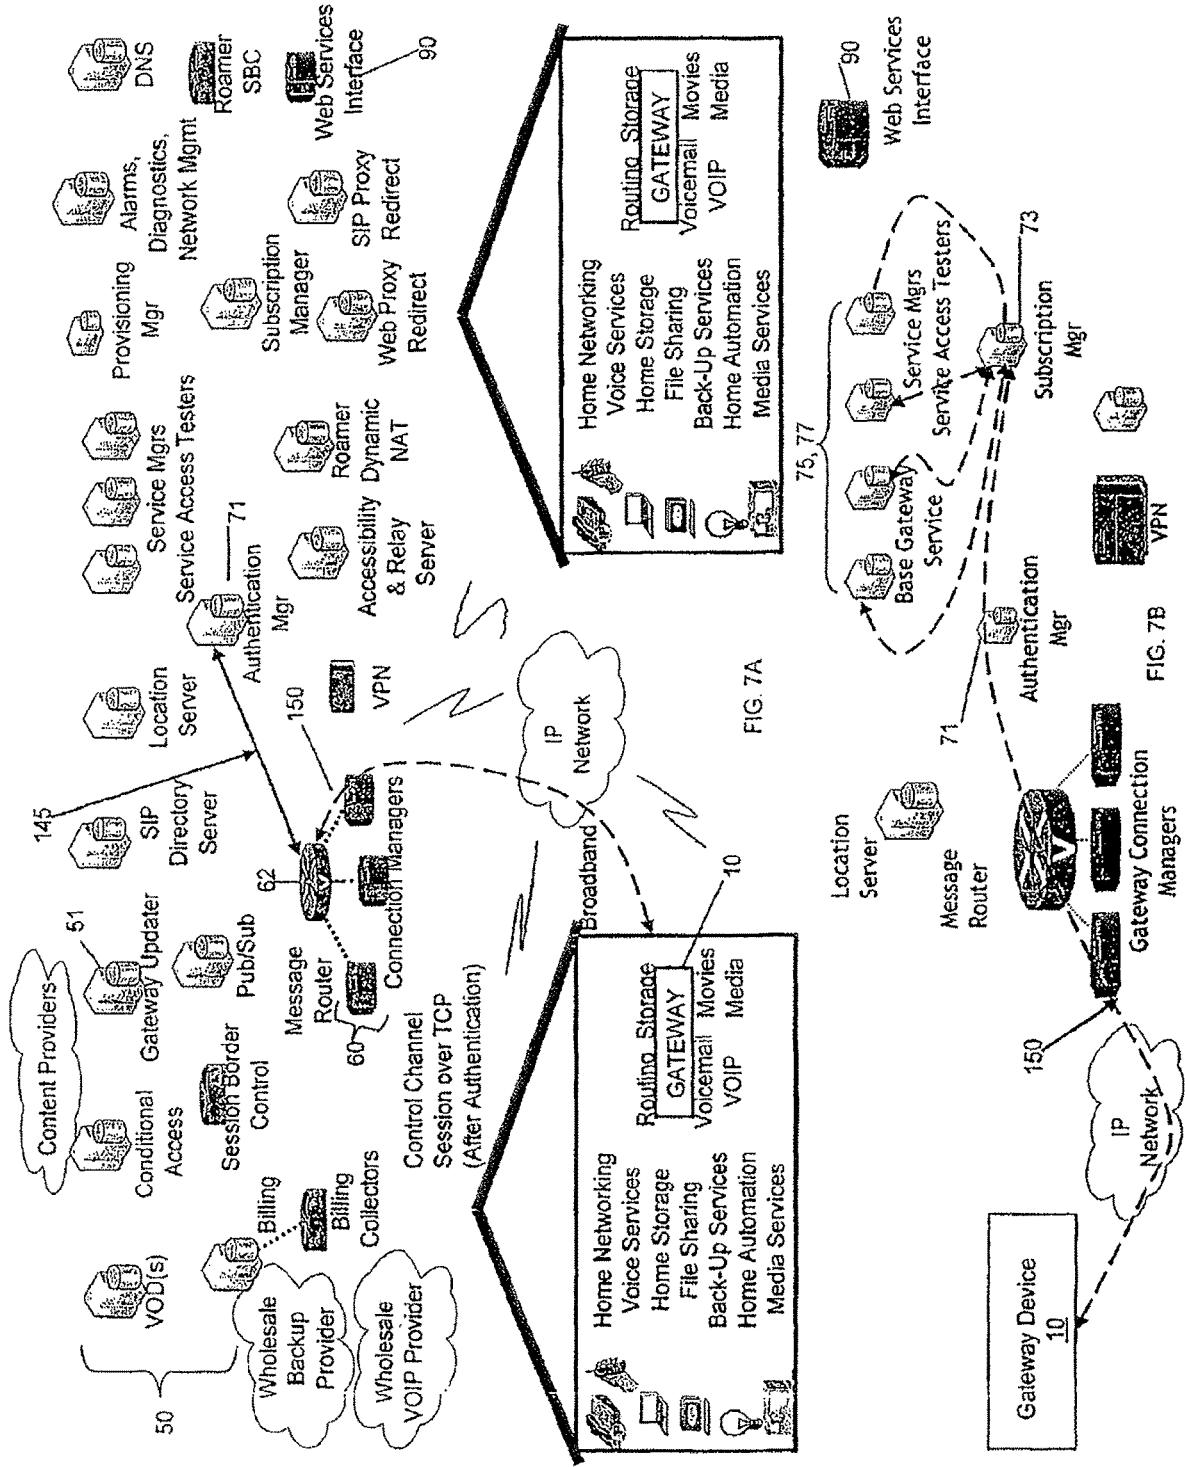 50
VOD(s)
Conditional
Access
Content Providers
51
Gateway Updater
SIP
Directory
Server
145
Location
Server
Service Mgrs
Service Access Testers
Provisioning
Mgr
Alarms,
Diagnostics,
Network Mgmt
DNS
Billing
Billing
Collectors
Session Border
Control
Pub/Sub
Authentication
Mgr
71
Subscription
Manager
Roamer
SBC
Wholesale
Backup
Provider
Wholesale
VOIP Provider
Message
Router
62
60
Connection Managers
150
VPN
Accessibility
& Relay
Server
Roamer
Dynamic
NAT
Web Proxy
Redirect
SIP Proxy
Redirect
Web Services
Interface
90
Control Channel
Session over TCP
(After Authentication)
Broadband
IP
Network
10
Home Networking
Voice Services
Home Storage
File Sharing
Back-Up Services
Home Automation
Media Services
Routing Storage
GATEWAY
Voicemail Movies
VOIP Media
Home Networking
Voice Services
Home Storage
File Sharing
Back-Up Services
Home Automation
Media Services
Routing Storage
GATEWAY
Voicemail Movies
VOIP Media
FIG. 7A
Location
Server
Message
Router
75, 77
Base Gateway
Service
Service Mgrs
Service Access Testers
90
Web Services
Interface
71
Authentication
Mgr
73
Subscription
Mgr
Gateway Connection
Managers
150
IP
Network
Gateway Device
10
VPN
FIG. 7B